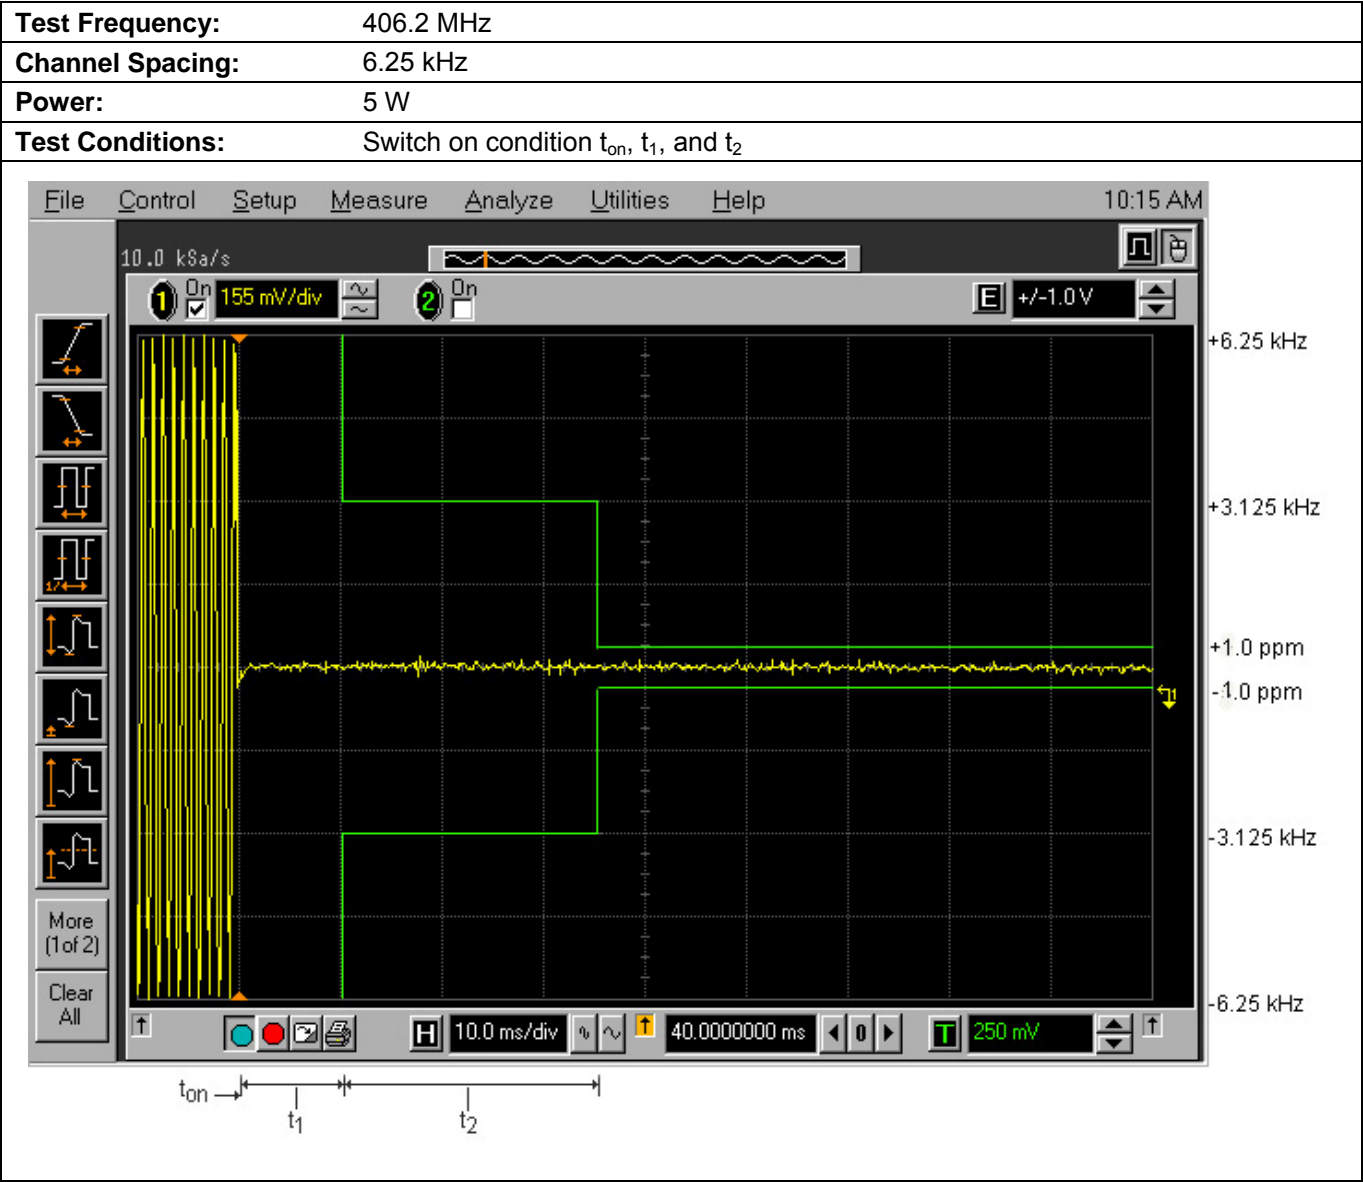 Test Frequency: 406.2 MHz
Channel Spacing: 6.25 kHz
Power: 5 W
Test Conditions: Switch on condition ton, t1, and t2
File Control Setup Measure Analyze Utilities Help 10:15 AM
10.0 kSa/s
1 On 155 mV/div 2 On E +/-1.0 V
+6.25 kHz
+3.125 kHz
+1.0 ppm
-1.0 ppm
-3.125 kHz
-6.25 kHz
1/
More
(1 of 2)
Clear
All
H 10.0 ms/div 40.0000000 ms 0 T 250 mV
ton t1 t2